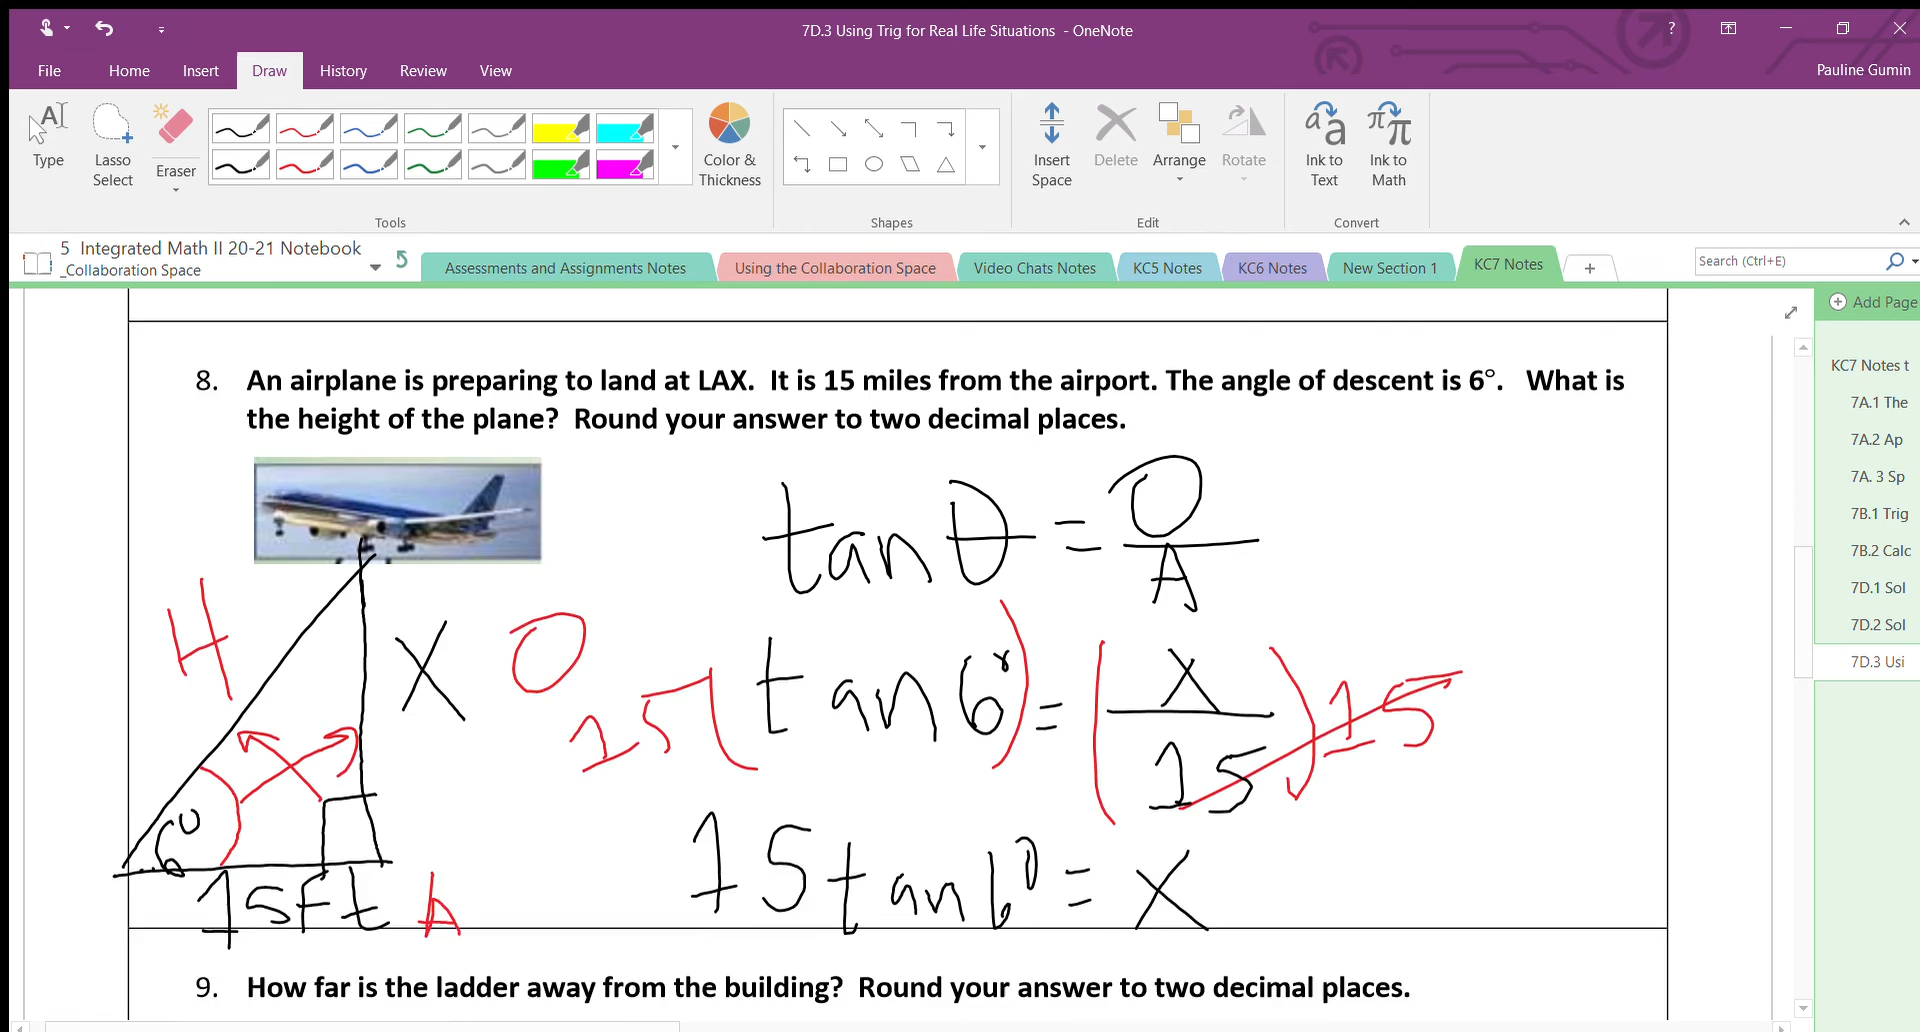 7D.3 Using Trig for Real Life Situations - OneNote
?
File Home Insert Draw History Review View
Pauline Gumin
Type
Lasso Select
Eraser
Color & Thickness
Insert Space
Delete
Arrange
Rotate
Ink to Text
Ink to Math
Tools
Shapes
Edit
Convert
5 Integrated Math II 20-21 Notebook
_Collaboration Space
Assessments and Assignments Notes
Using the Collaboration Space
Video Chats Notes
KC5 Notes
KC6 Notes
New Section 1
KC7 Notes
+
Search (Ctrl+E)
Add Page
KC7 Notes t
7A.1 The
7A.2 Ap
7A. 3 Sp
7B.1 Trig
7B.2 Calc
7D.1 Sol
7D.2 Sol
7D.3 Usi
8. An airplane is preparing to land at LAX. It is 15 miles from the airport. The angle of descent is 6°. What is
the height of the plane? Round your answer to two decimal places.
tan θ = O/A
H
X O
15(tan 6°) = (X/15)15
6°
15ft A
15tan6° = X
9. How far is the ladder away from the building? Round your answer to two decimal places.